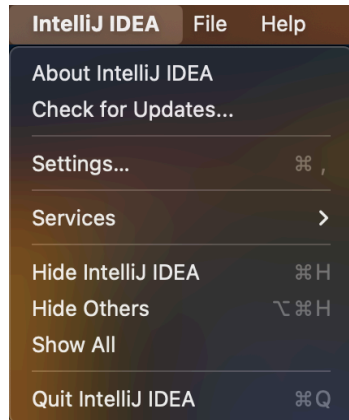 IntelliJ IDEA File Help
About IntelliJ IDEA
Check for Updates...
Settings... ⌘ ,
Services >
Hide IntelliJ IDEA ⌘ H
Hide Others ⌥ ⌘ H
Show All
Quit IntelliJ IDEA ⌘ Q